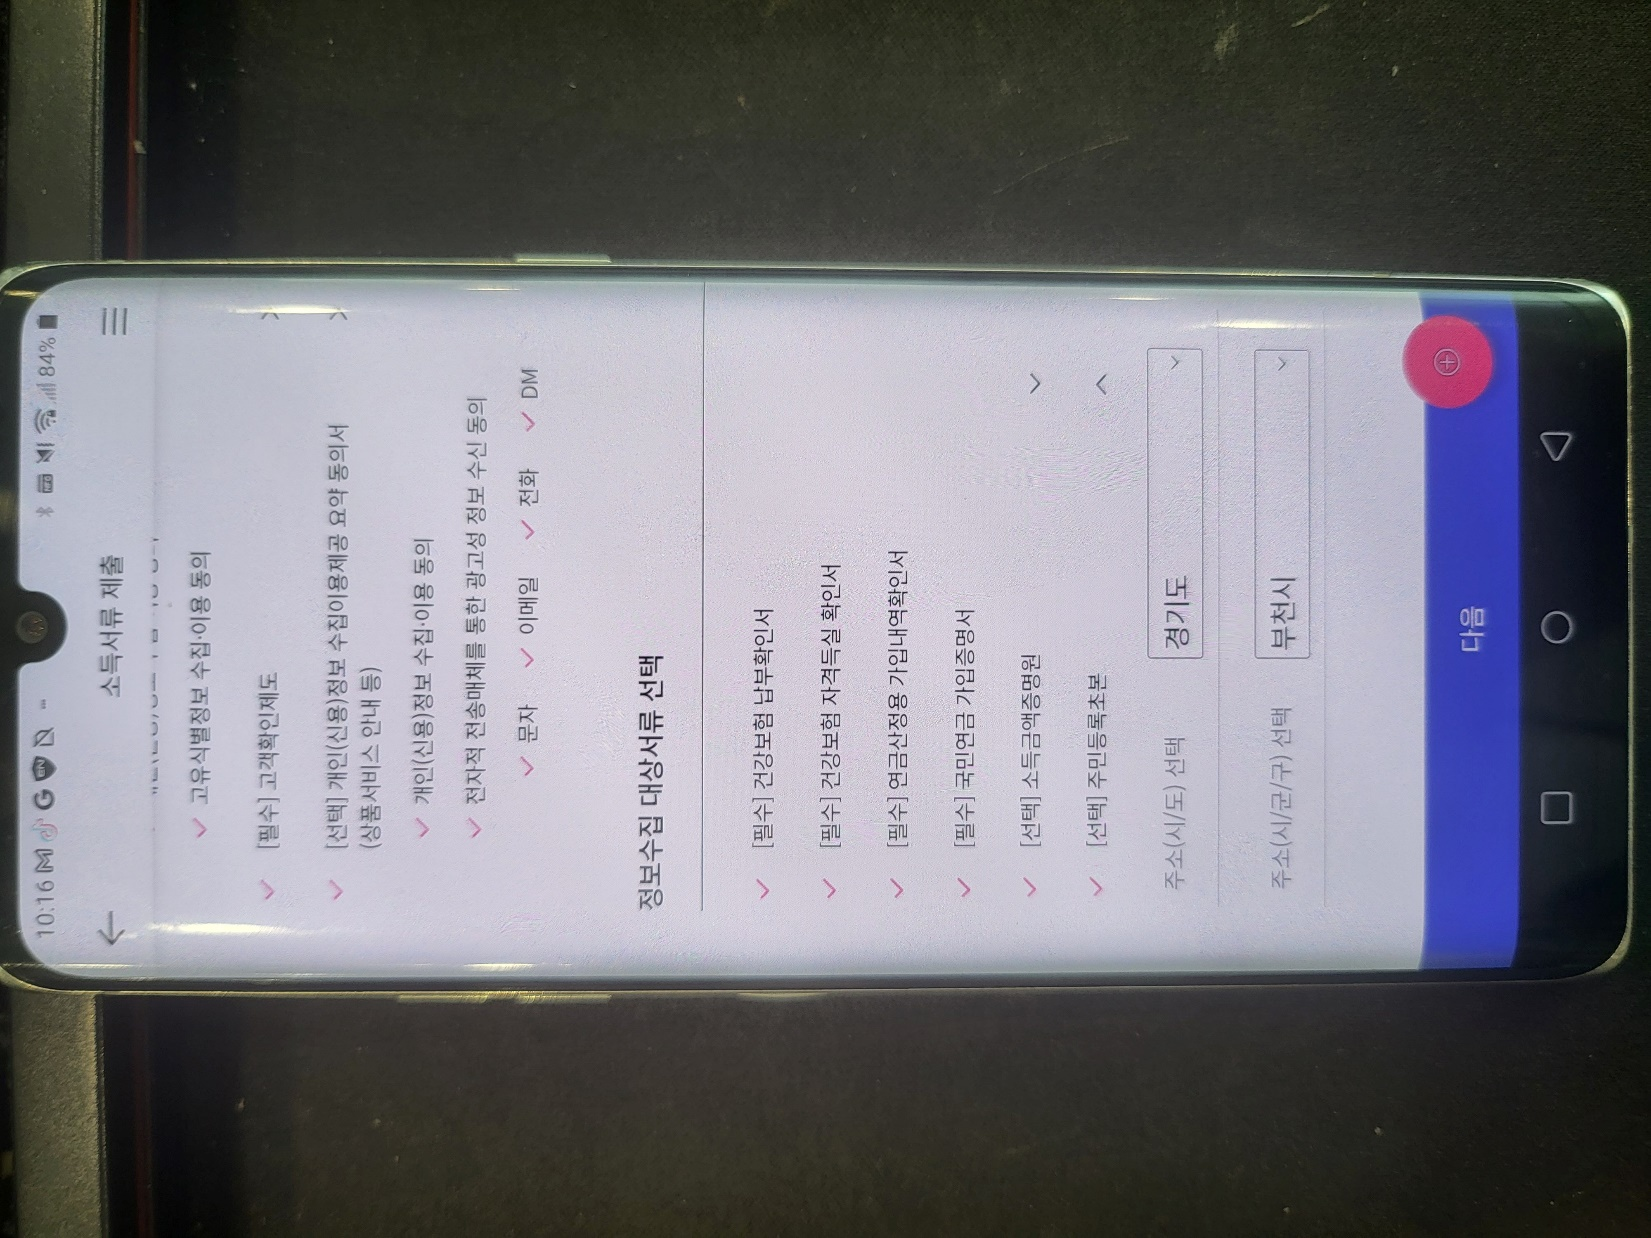 10:16
84%
소득서류 제출
고유식별정보 수집·이용 동의
[필수] 고객확인제도
[선택] 개인(신용)정보 수집이용제공 요약 동의서
(상품서비스 안내 등)
개인(신용)정보 수집·이용 동의
전자적 전송매체를 통한 광고성 정보 수신 동의
문자 이메일 전화 DM
정보수집 대상서류 선택
[필수] 건강보험 납부확인서
[필수] 건강보험 자격득실 확인서
[필수] 연금산정용 가입내역확인서
[필수] 국민연금 가입증명서
[선택] 소득금액증명원
[선택] 주민등록초본
주소(시/도) 선택 경기도
주소(시/군/구) 선택 부천시
다음